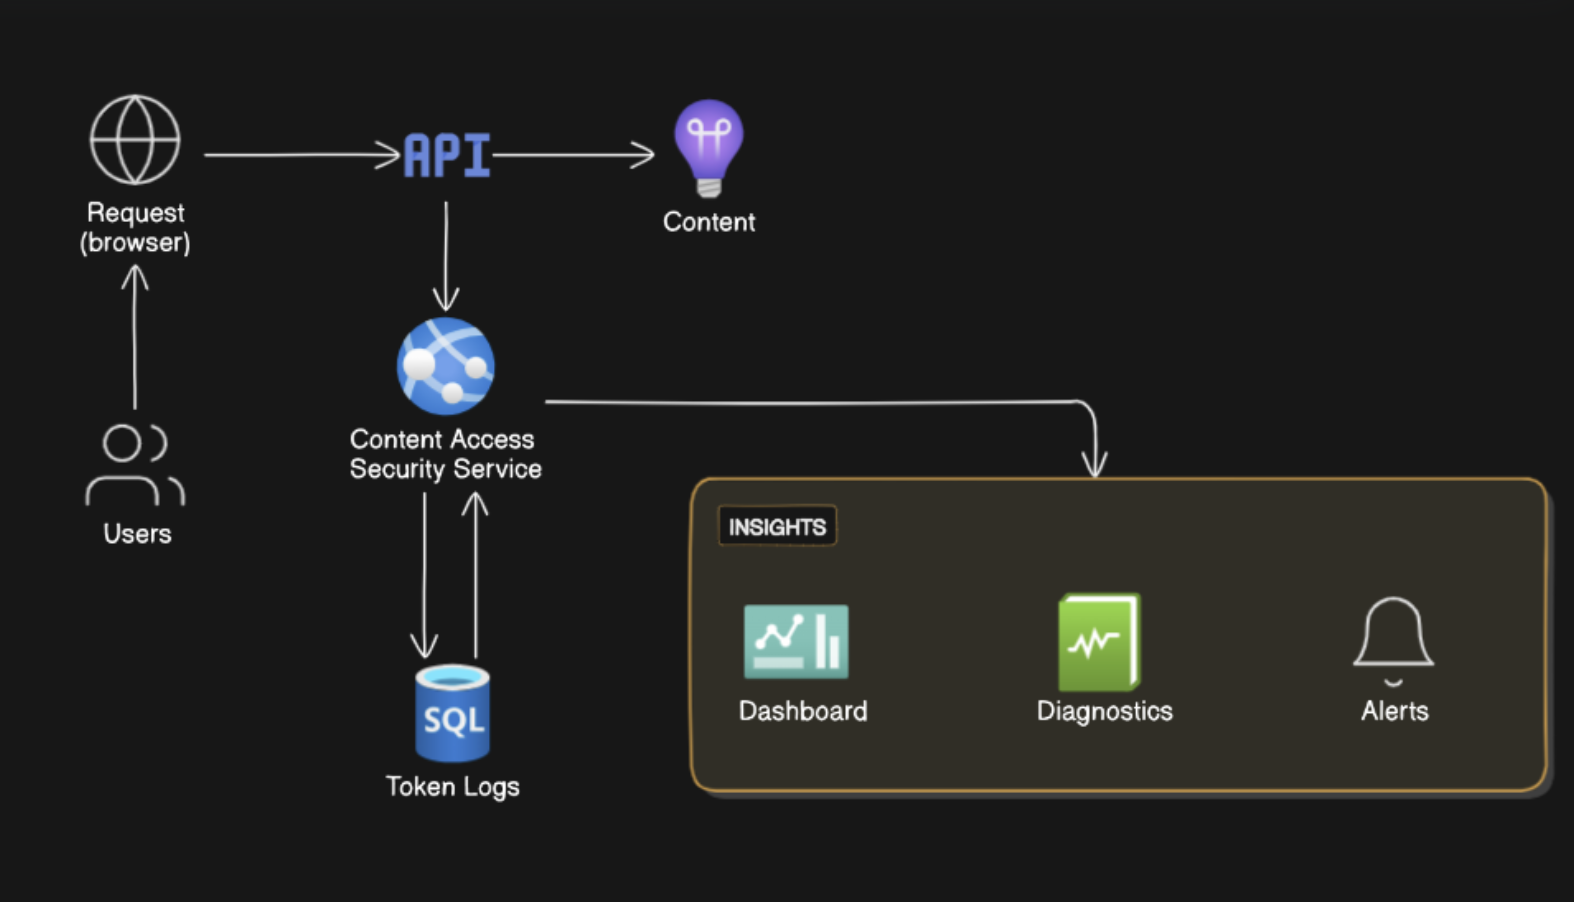 API
Request
(browser)
Content
Content Access
Security Service
Users
INSIGHTS
SQL
Dashboard
Diagnostics
Alerts
Token Logs